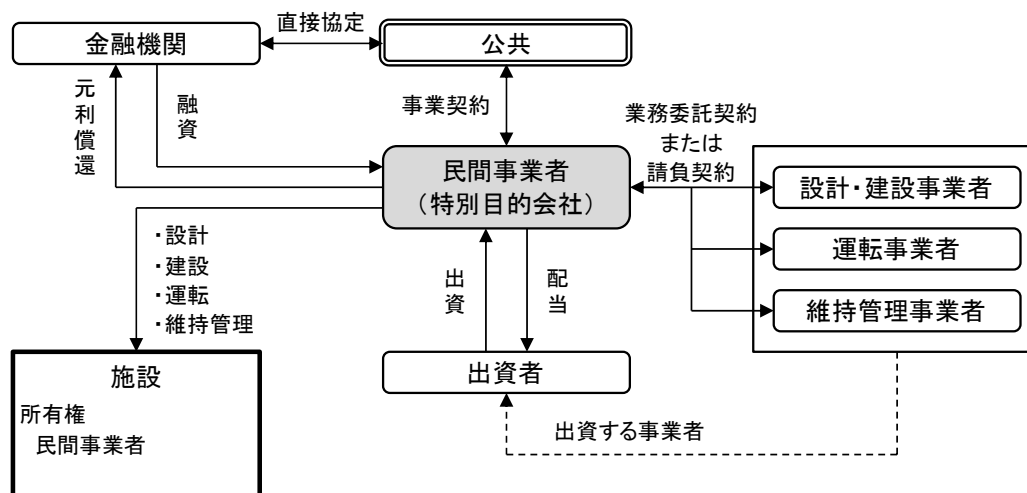 金融機関
直接協定
公共
元利償還
融資
事業契約
業務委託契約
または
請負契約
民間事業者
（特別目的会社）
設計・建設事業者
運転事業者
維持管理事業者
・設計
・建設
・運転
・維持管理
出資
配当
施設
所有権
民間事業者
出資者
出資する事業者